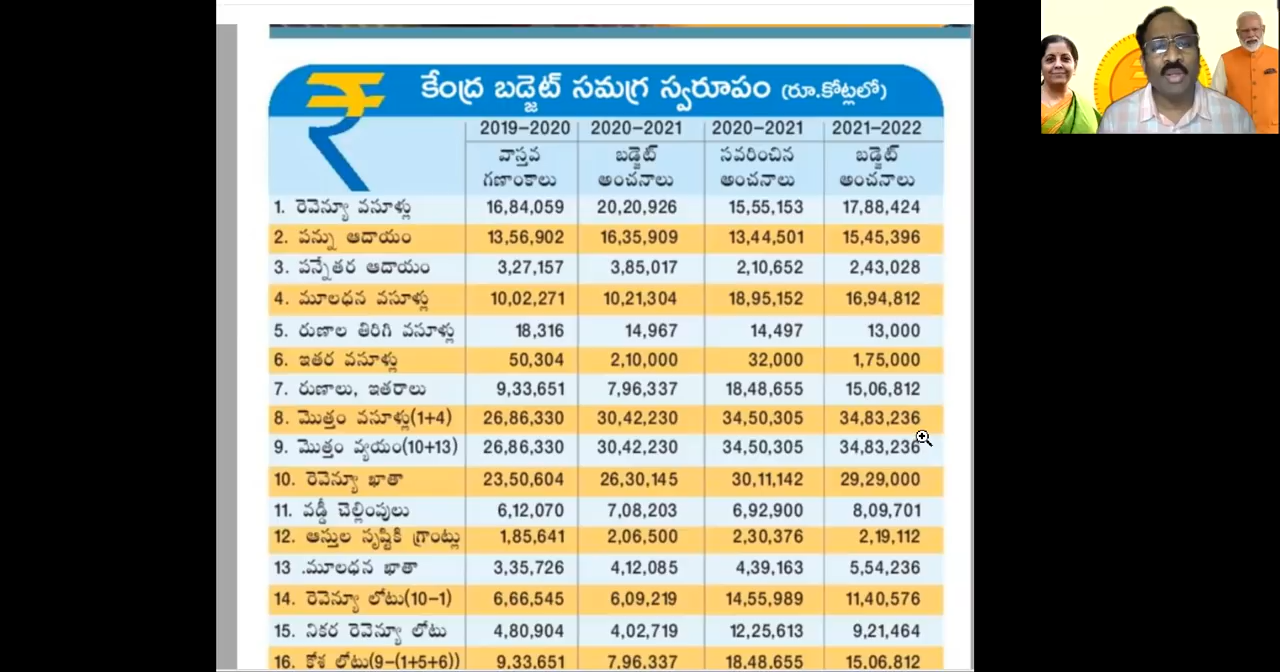 కేంద్ర బడ్జెట్ సమగ్ర స్వరూపం (రూ.కోట్లలో)
2019–2020 2020–2021 2020–2021 2021–2022
వాస్తవ బడ్జెట్ సవరించిన బడ్జెట్
గణాంకాలు అంచనాలు అంచనాలు అంచనాలు
1. రెవెన్యూ వసూళ్లు 16,84,059 20,20,926 15,55,153 17,88,424
2. పన్ను ఆదాయం 13,56,902 16,35,909 13,44,501 15,45,396
3. పన్నేతర ఆదాయం 3,27,157 3,85,017 2,10,652 2,43,028
4. మూలధన వసూళ్లు 10,02,271 10,21,304 18,95,152 16,94,812
5. రుణాల తిరిగి వసూళ్లు 18,316 14,967 14,497 13,000
6. ఇతర వసూళ్లు 50,304 2,10,000 32,000 1,75,000
7. రుణాలు, ఇతరాలు 9,33,651 7,96,337 18,48,655 15,06,812
8. మొత్తం వసూళ్లు(1+4) 26,86,330 30,42,230 34,50,305 34,83,236
9. మొత్తం వ్యయం(10+13) 26,86,330 30,42,230 34,50,305 34,83,236
10. రెవెన్యూ ఖాతా 23,50,604 26,30,145 30,11,142 29,29,000
11. వడ్డీ చెల్లింపులు 6,12,070 7,08,203 6,92,900 8,09,701
12. ఆస్తుల సృష్టికి గ్రాంట్లు 1,85,641 2,06,500 2,30,376 2,19,112
13 .మూలధన ఖాతా 3,35,726 4,12,085 4,39,163 5,54,236
14. రెవెన్యూ లోటు(10–1) 6,66,545 6,09,219 14,55,989 11,40,576
15. నికర రెవెన్యూ లోటు 4,80,904 4,02,719 12,25,613 9,21,464
16. కోశ లోటు(9–(1+5+6)) 9,33,651 7,96,337 18,48,655 15,06,812